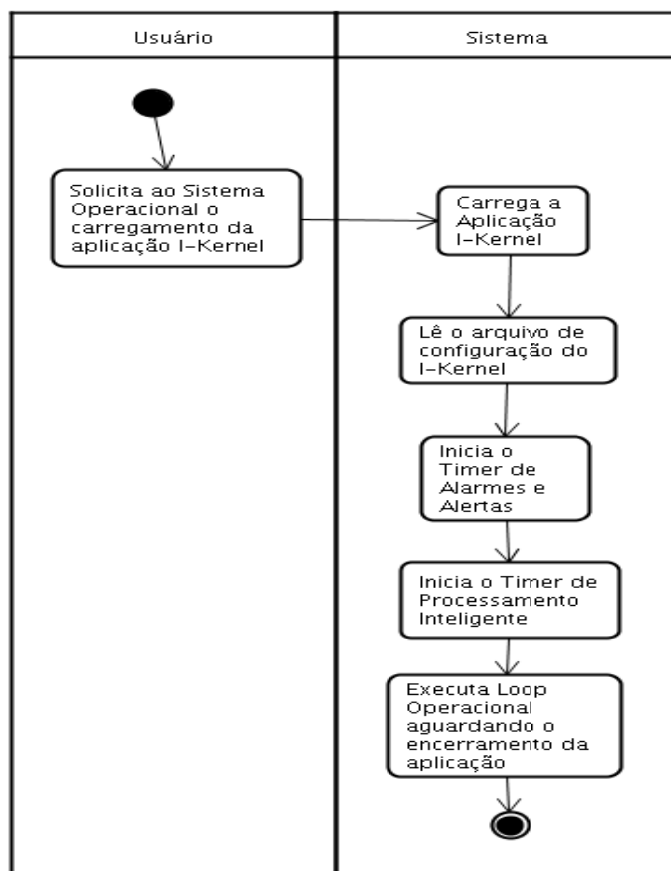 Usuário
Sistema
Solicita ao Sistema
Operacional o
carregamento da
aplicação I-Kernel
Carrega a
Aplicação
I-Kernel
Lê o arquivo de
configuração do
I-Kernel
Inicia o
Timer de
Alarmes e
Alertas
Inicia o Timer de
Processamento
Inteligente
Executa Loop
Operacional
aguardando o
encerramento da
aplicação